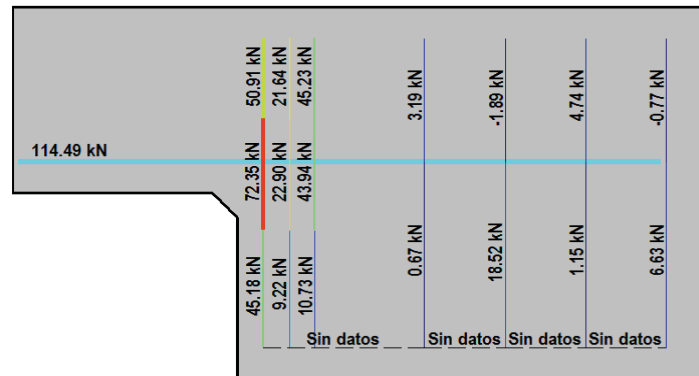 50.91 kN
21.64 kN
45.23 kN
3.19 kN
-1.89 kN
4.74 kN
-0.77 kN
114.49 kN
72.35 kN
22.90 kN
43.94 kN
0.67 kN
18.52 kN
1.15 kN
6.63 kN
45.18 kN
9.22 kN
10.73 kN
Sin datos
Sin datos
Sin datos
Sin datos